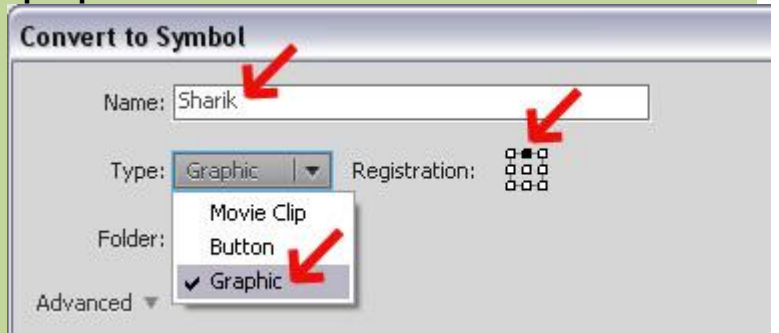 Convert to Symbol
Name: Sharik
Type: Graphic Registration:
Movie Clip
Folder: Button
Graphic
Advanced